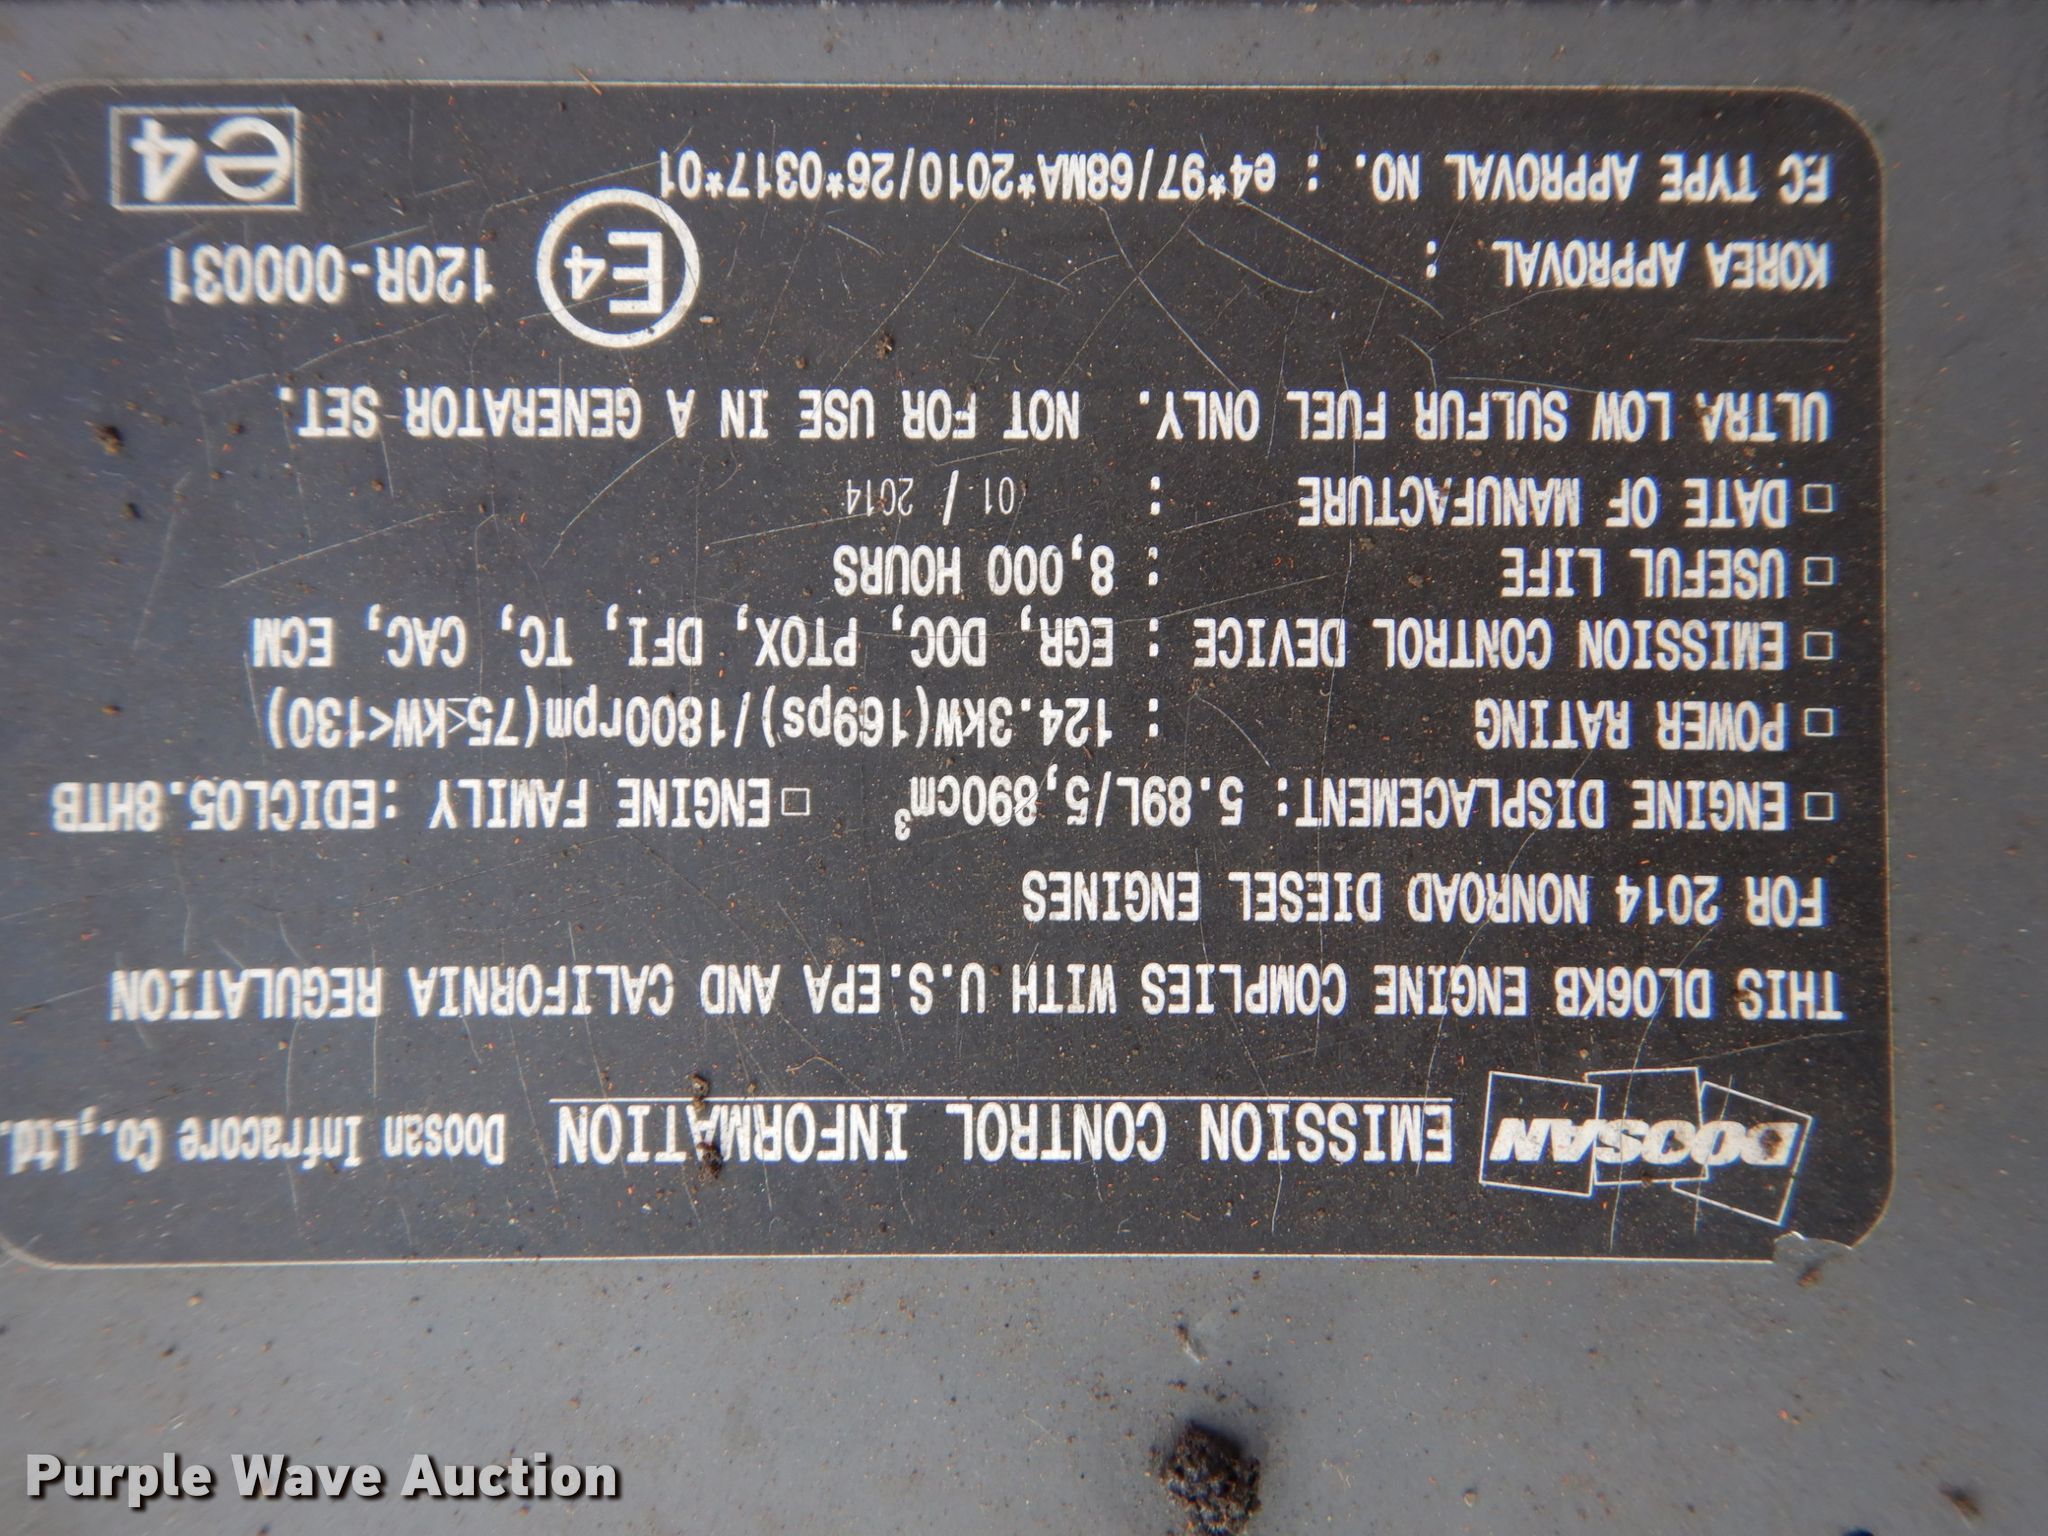 DOOSAN EMISSION CONTROL INFORMATION Doosan Infracore Co.,Ltd.
THIS DL06KB ENGINE COMPLIES WITH U.S.EPA AND CALIFORNIA REGULATION
FOR 2014 NONROAD DIESEL ENGINES
□ ENGINE DISPLACEMENT: 5.89L/5,890cm³ □ ENGINE FAMILY :EDICL05.8HTB
□ POWER RATING : 124.3kW(169ps)/1800rpm(75≤kW<130)
□ EMISSION CONTROL DEVICE : EGR, DOC, PTOX, DFI, TC, CAC, ECM
□ USEFUL LIFE : 8,000 HOURS
□ DATE OF MANUFACTURE : 01 / 2014
ULTRA LOW SULFUR FUEL ONLY. NOT FOR USE IN A GENERATOR SET.
KOREA APPROVAL : E4 120R-000031
EC TYPE APPROVAL NO. : e4*97/68MA*2010/26*0317*01 e4
Purple Wave Auction